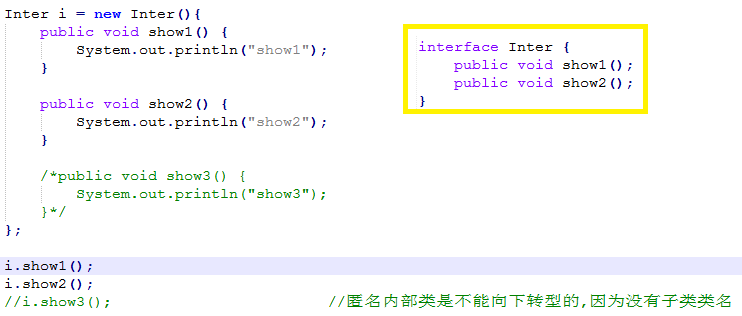 Inter i = new Inter(){
    public void show1() {
        System.out.println("show1");
    }
    public void show2() {
        System.out.println("show2");
    }
    /*public void show3() {
        System.out.println("show3");
    }*/
};
i.show1();
i.show2();
//i.show3(); //匿名内部类是不能向下转型的,因为没有子类类名
interface Inter {
    public void show1();
    public void show2();
}